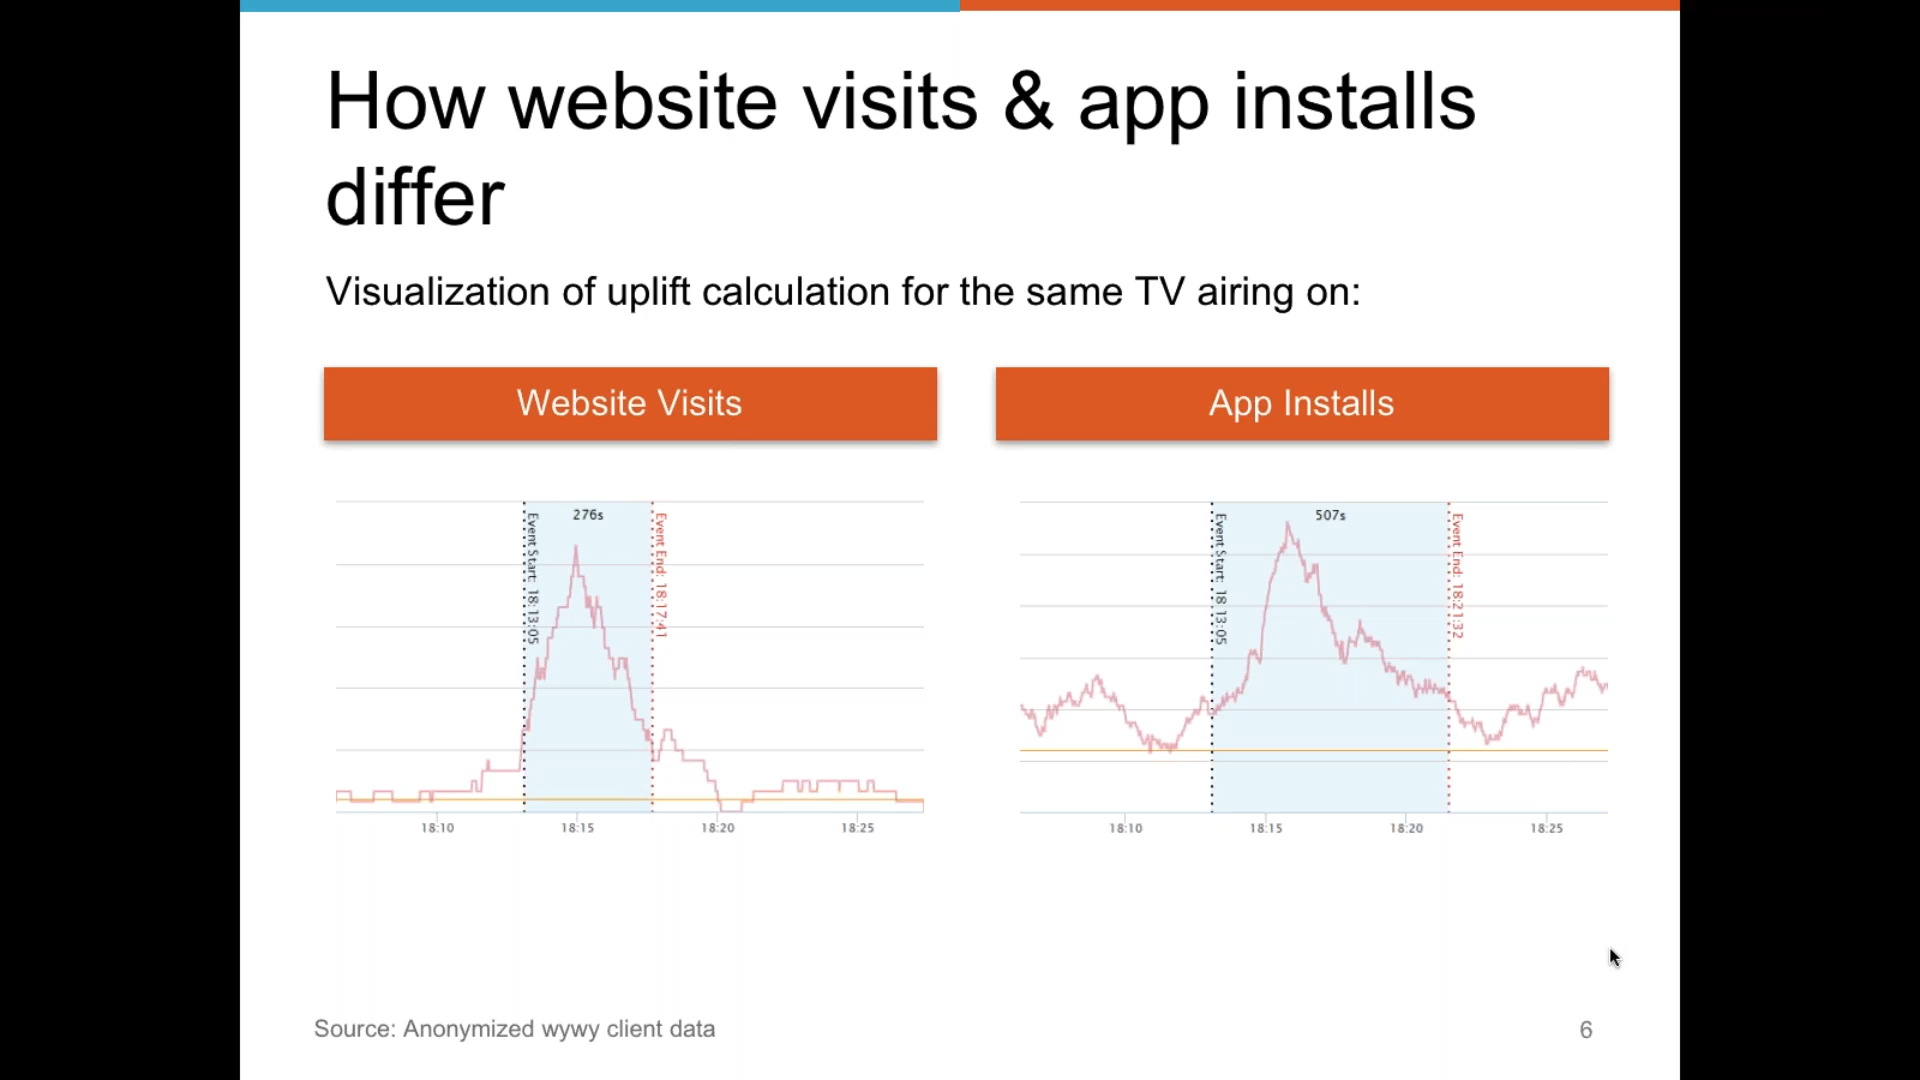 How website visits & app installs
differ
Visualization of uplift calculation for the same TV airing on:
Website Visits
App Installs
276s
Event Start: 18:13:05
Event End: 18:17:41
18:10
18:15
18:20
18:25
507s
Event Start: 18 13:05
Event End: 18:21:32
18:10
18:15
18:20
18:25
Source: Anonymized wywy client data
6